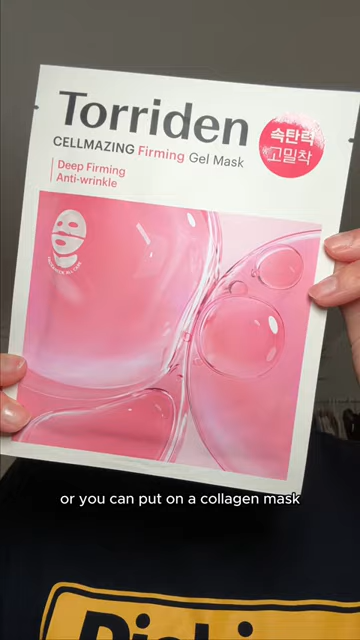 Torriden
CELLMAZING Firming Gel Mask
Deep Firming
Anti-wrinkle
속탄력
고밀착
or you can put on a collagen mask